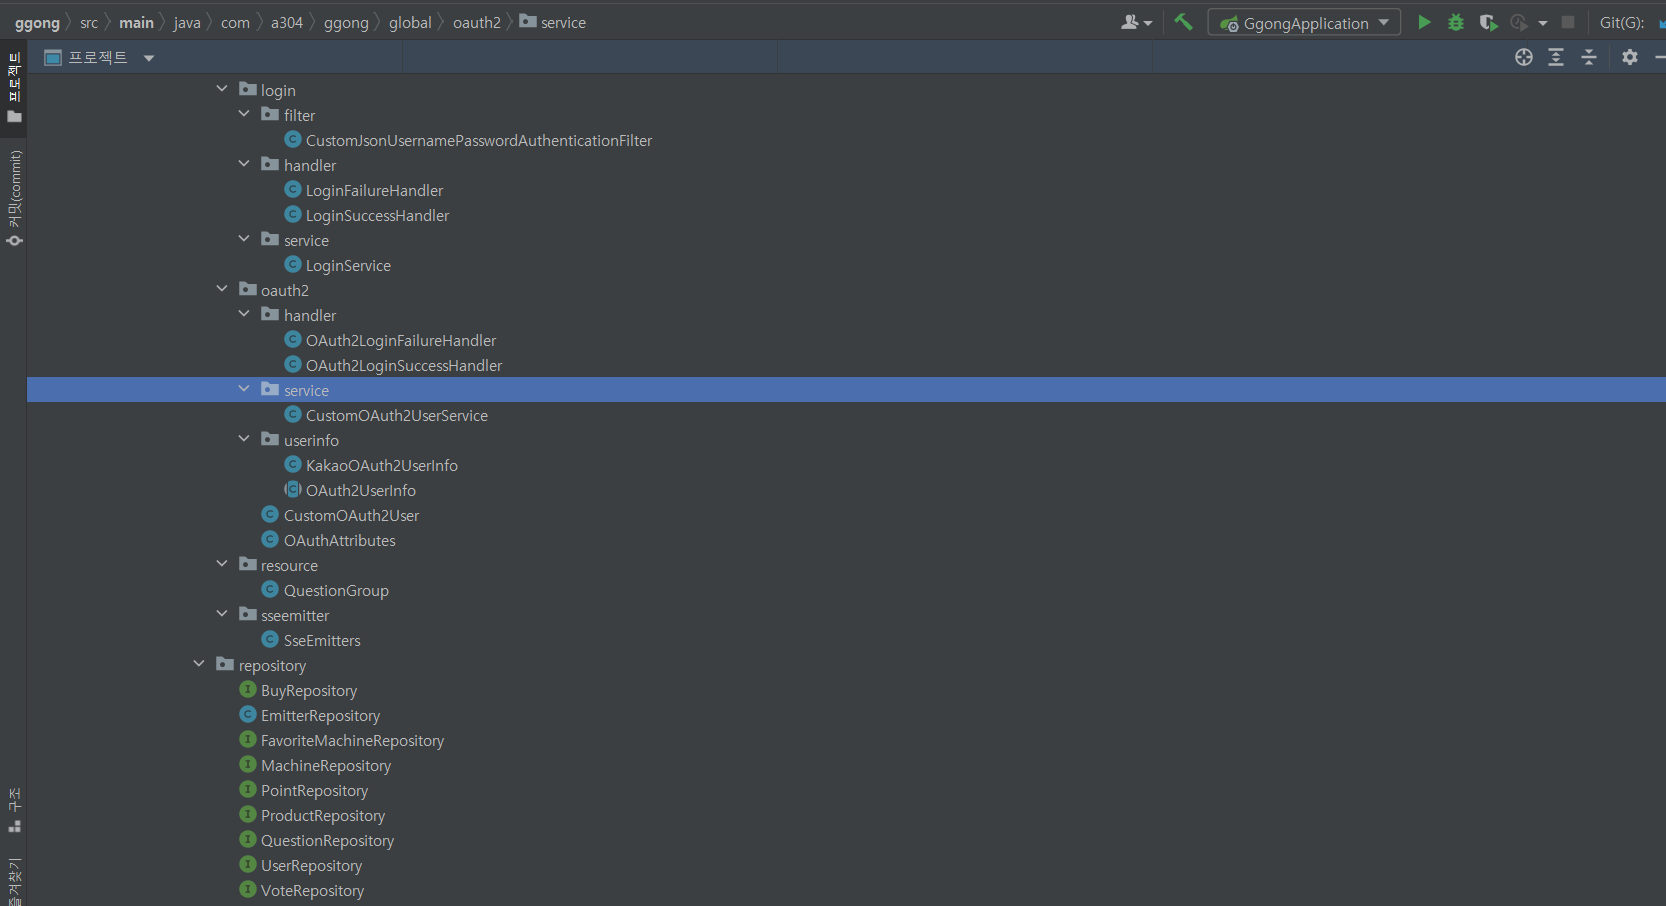 ggong src main java com a304 ggong global oauth2 service GgongApplication Git(G):
프로젝트
프로젝트
커밋(commit)
구조
즐겨찾기
login
filter
CustomJsonUsernamePasswordAuthenticationFilter
handler
LoginFailureHandler
LoginSuccessHandler
service
LoginService
oauth2
handler
OAuth2LoginFailureHandler
OAuth2LoginSuccessHandler
service
CustomOAuth2UserService
userinfo
KakaoOAuth2UserInfo
OAuth2UserInfo
CustomOAuth2User
OAuthAttributes
resource
QuestionGroup
sseemitter
SseEmitters
repository
BuyRepository
EmitterRepository
FavoriteMachineRepository
MachineRepository
PointRepository
ProductRepository
QuestionRepository
UserRepository
VoteRepository